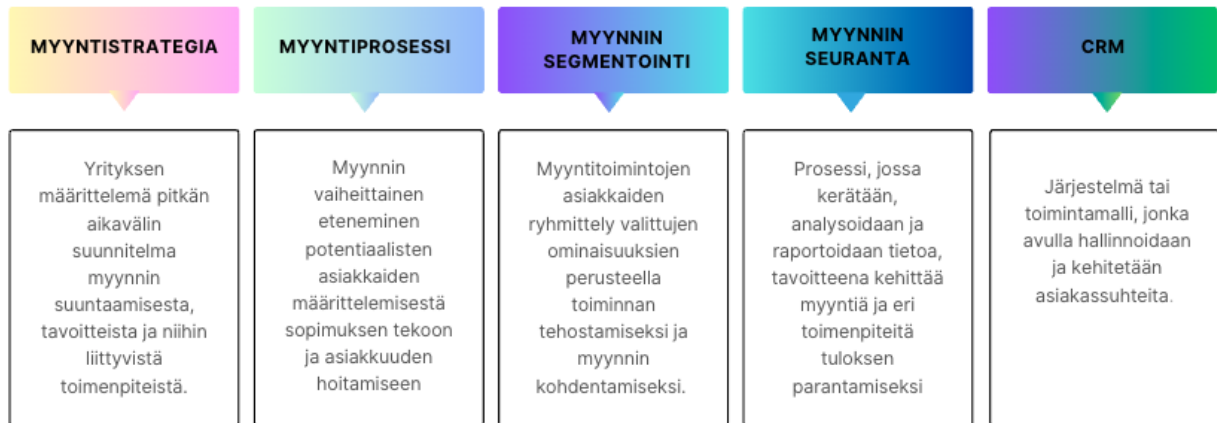 MYYNTISTRATEGIA
Yrityksen
määrittelemä pitkän
aikavälin
suunnitelma
myynnin
suuntaamisesta,
tavoitteista ja niihin
liittyvistä
toimenpiteistä.
MYYNTIPROSESSI
Myynnin
vaiheittainen
eteneminen
potentiaalisten
asiakkaiden
määrittelemisestä
sopimuksen tekoon
ja asiakkuuden
hoitamiseen
MYYNNIN
SEGMENTOINTI
Myyntitoimintojen
asiakkaiden
ryhmittely valittujen
ominaisuuksien
perusteella
toiminnan
tehostamiseksi ja
myynnin
kohdentamiseksi.
MYYNNIN
SEURANTA
Prosessi, jossa
kerätään,
analysoidaan ja
raportoidaan tietoa,
tavoitteena kehittää
myyntiä ja eri
toimenpiteitä
tuloksen
parantamiseksi
CRM
Järjestelmä tai
toimintamalli, jonka
avulla hallinnoidaan
ja kehitetään
asiakassuhteita.